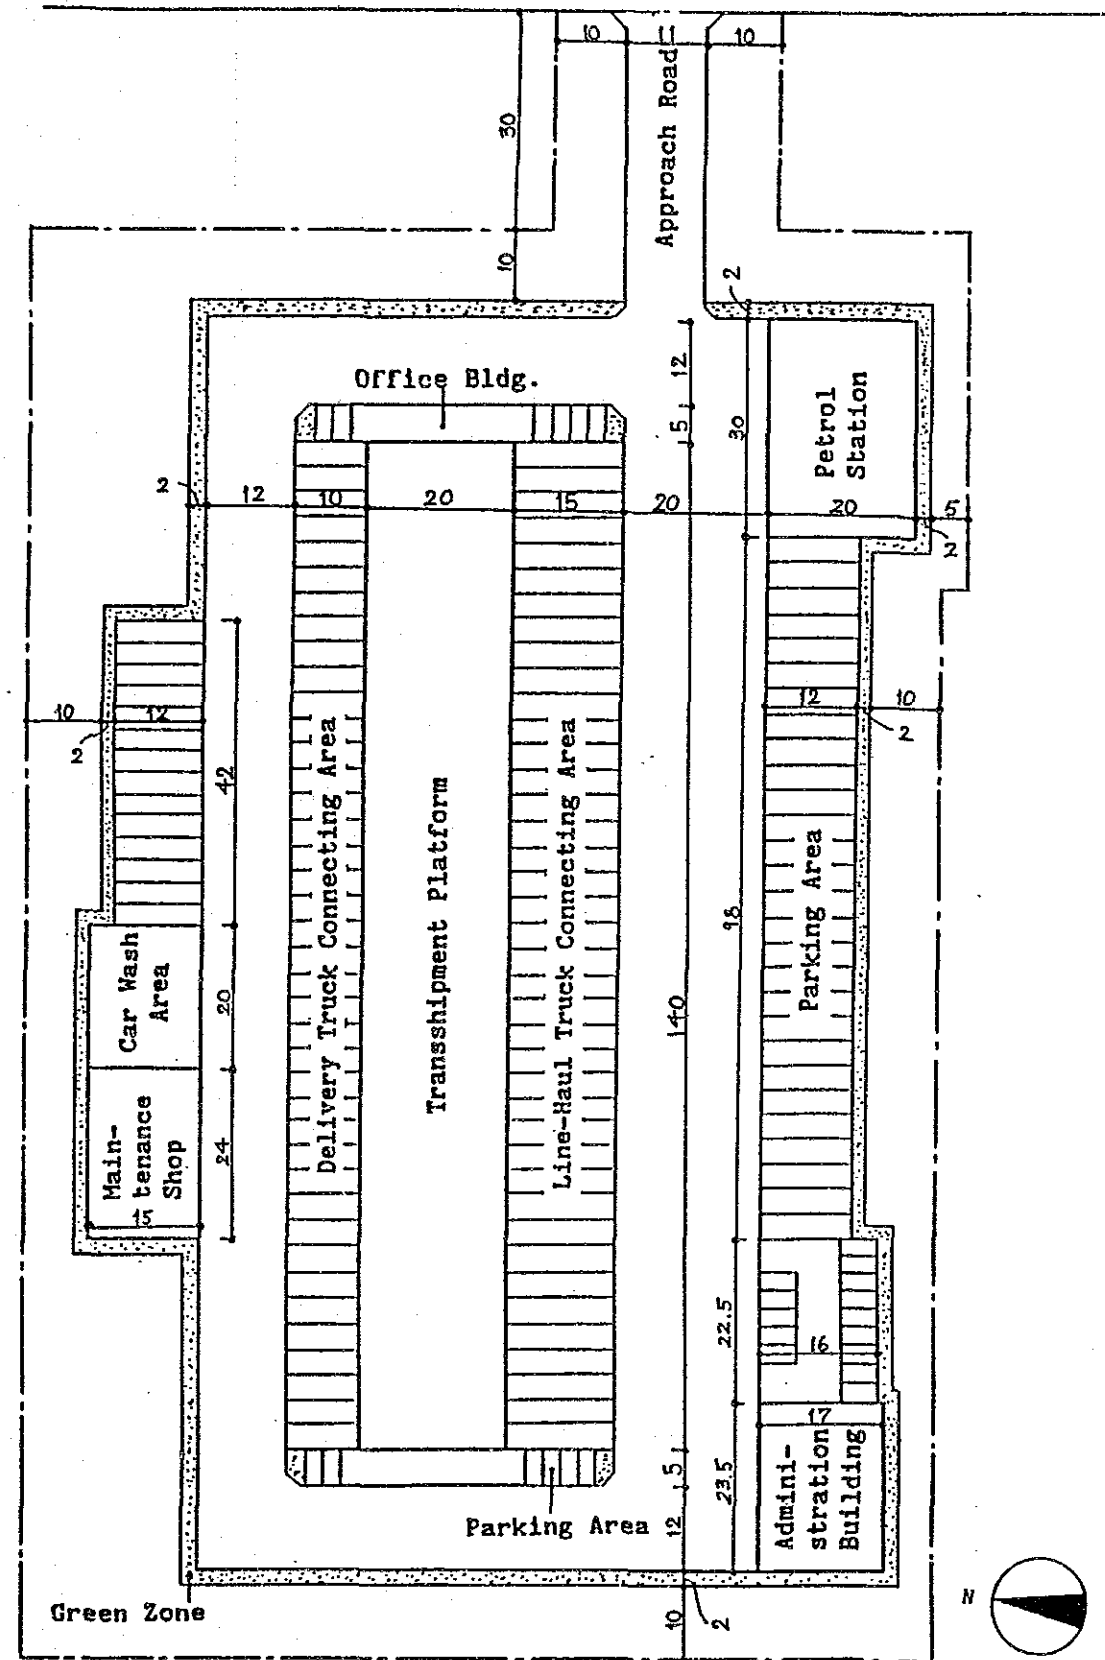 10
11
10
Approach Road
30
10
2
Office Bldg.
12
5
30
Petrol
Station
2
12
10
20
15
20
20
5
2
10
12
2
42
12
10
2
Delivery Truck Connecting Area
Transshipment Platform
Line-Haul Truck Connecting Area
Parking Area
98
140
Car Wash
Area
20
Main-
tenance
Shop
24
15
22.5
16
17
Admini-
stration
Building
23.5
5
12
Parking Area
Green Zone
10
2
N